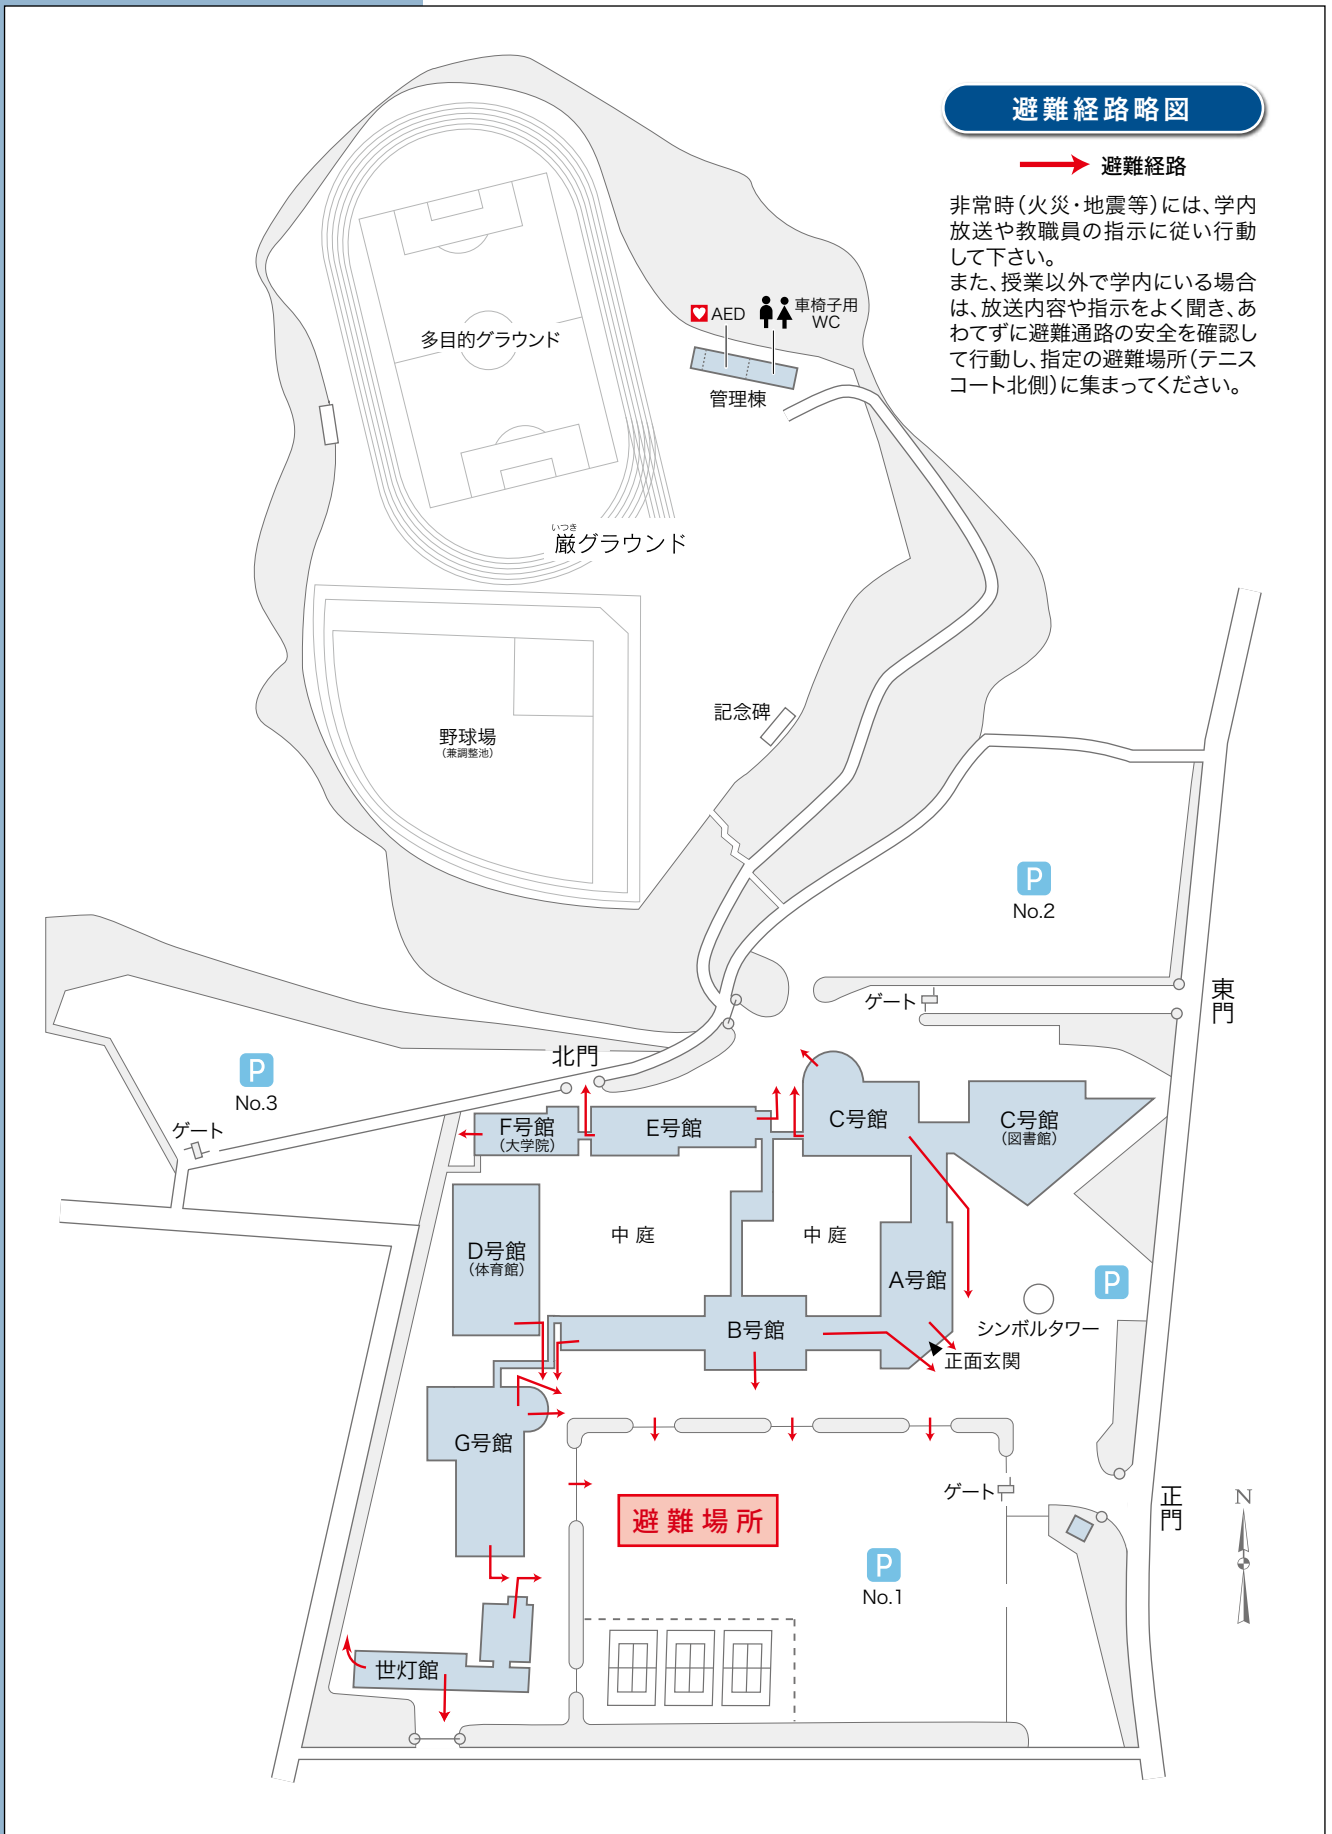 避難経路略図
避難経路
非常時(火災・地震等)には、学内
放送や教職員の指示に従い行動
して下さい。
また、授業以外で学内にいる場合
は、放送内容や指示をよく聞き、あ
わてずに避難通路の安全を確認し
て行動し、指定の避難場所(テニス
コート北側)に集まってください。
AED
車椅子用
WC
管理棟
多目的グラウンド
いつき
厳グラウンド
記念碑
野球場
(兼調整池)
P
No.2
東門
ゲート
北門
P
No.3
ゲート
F号館
(大学院)
E号館
C号館
C号館
(図書館)
中庭
中庭
D号館
(体育館)
A号館
P
シンボルタワー
B号館
正面玄関
G号館
ゲート
正門
N
避難場所
P
No.1
世灯館